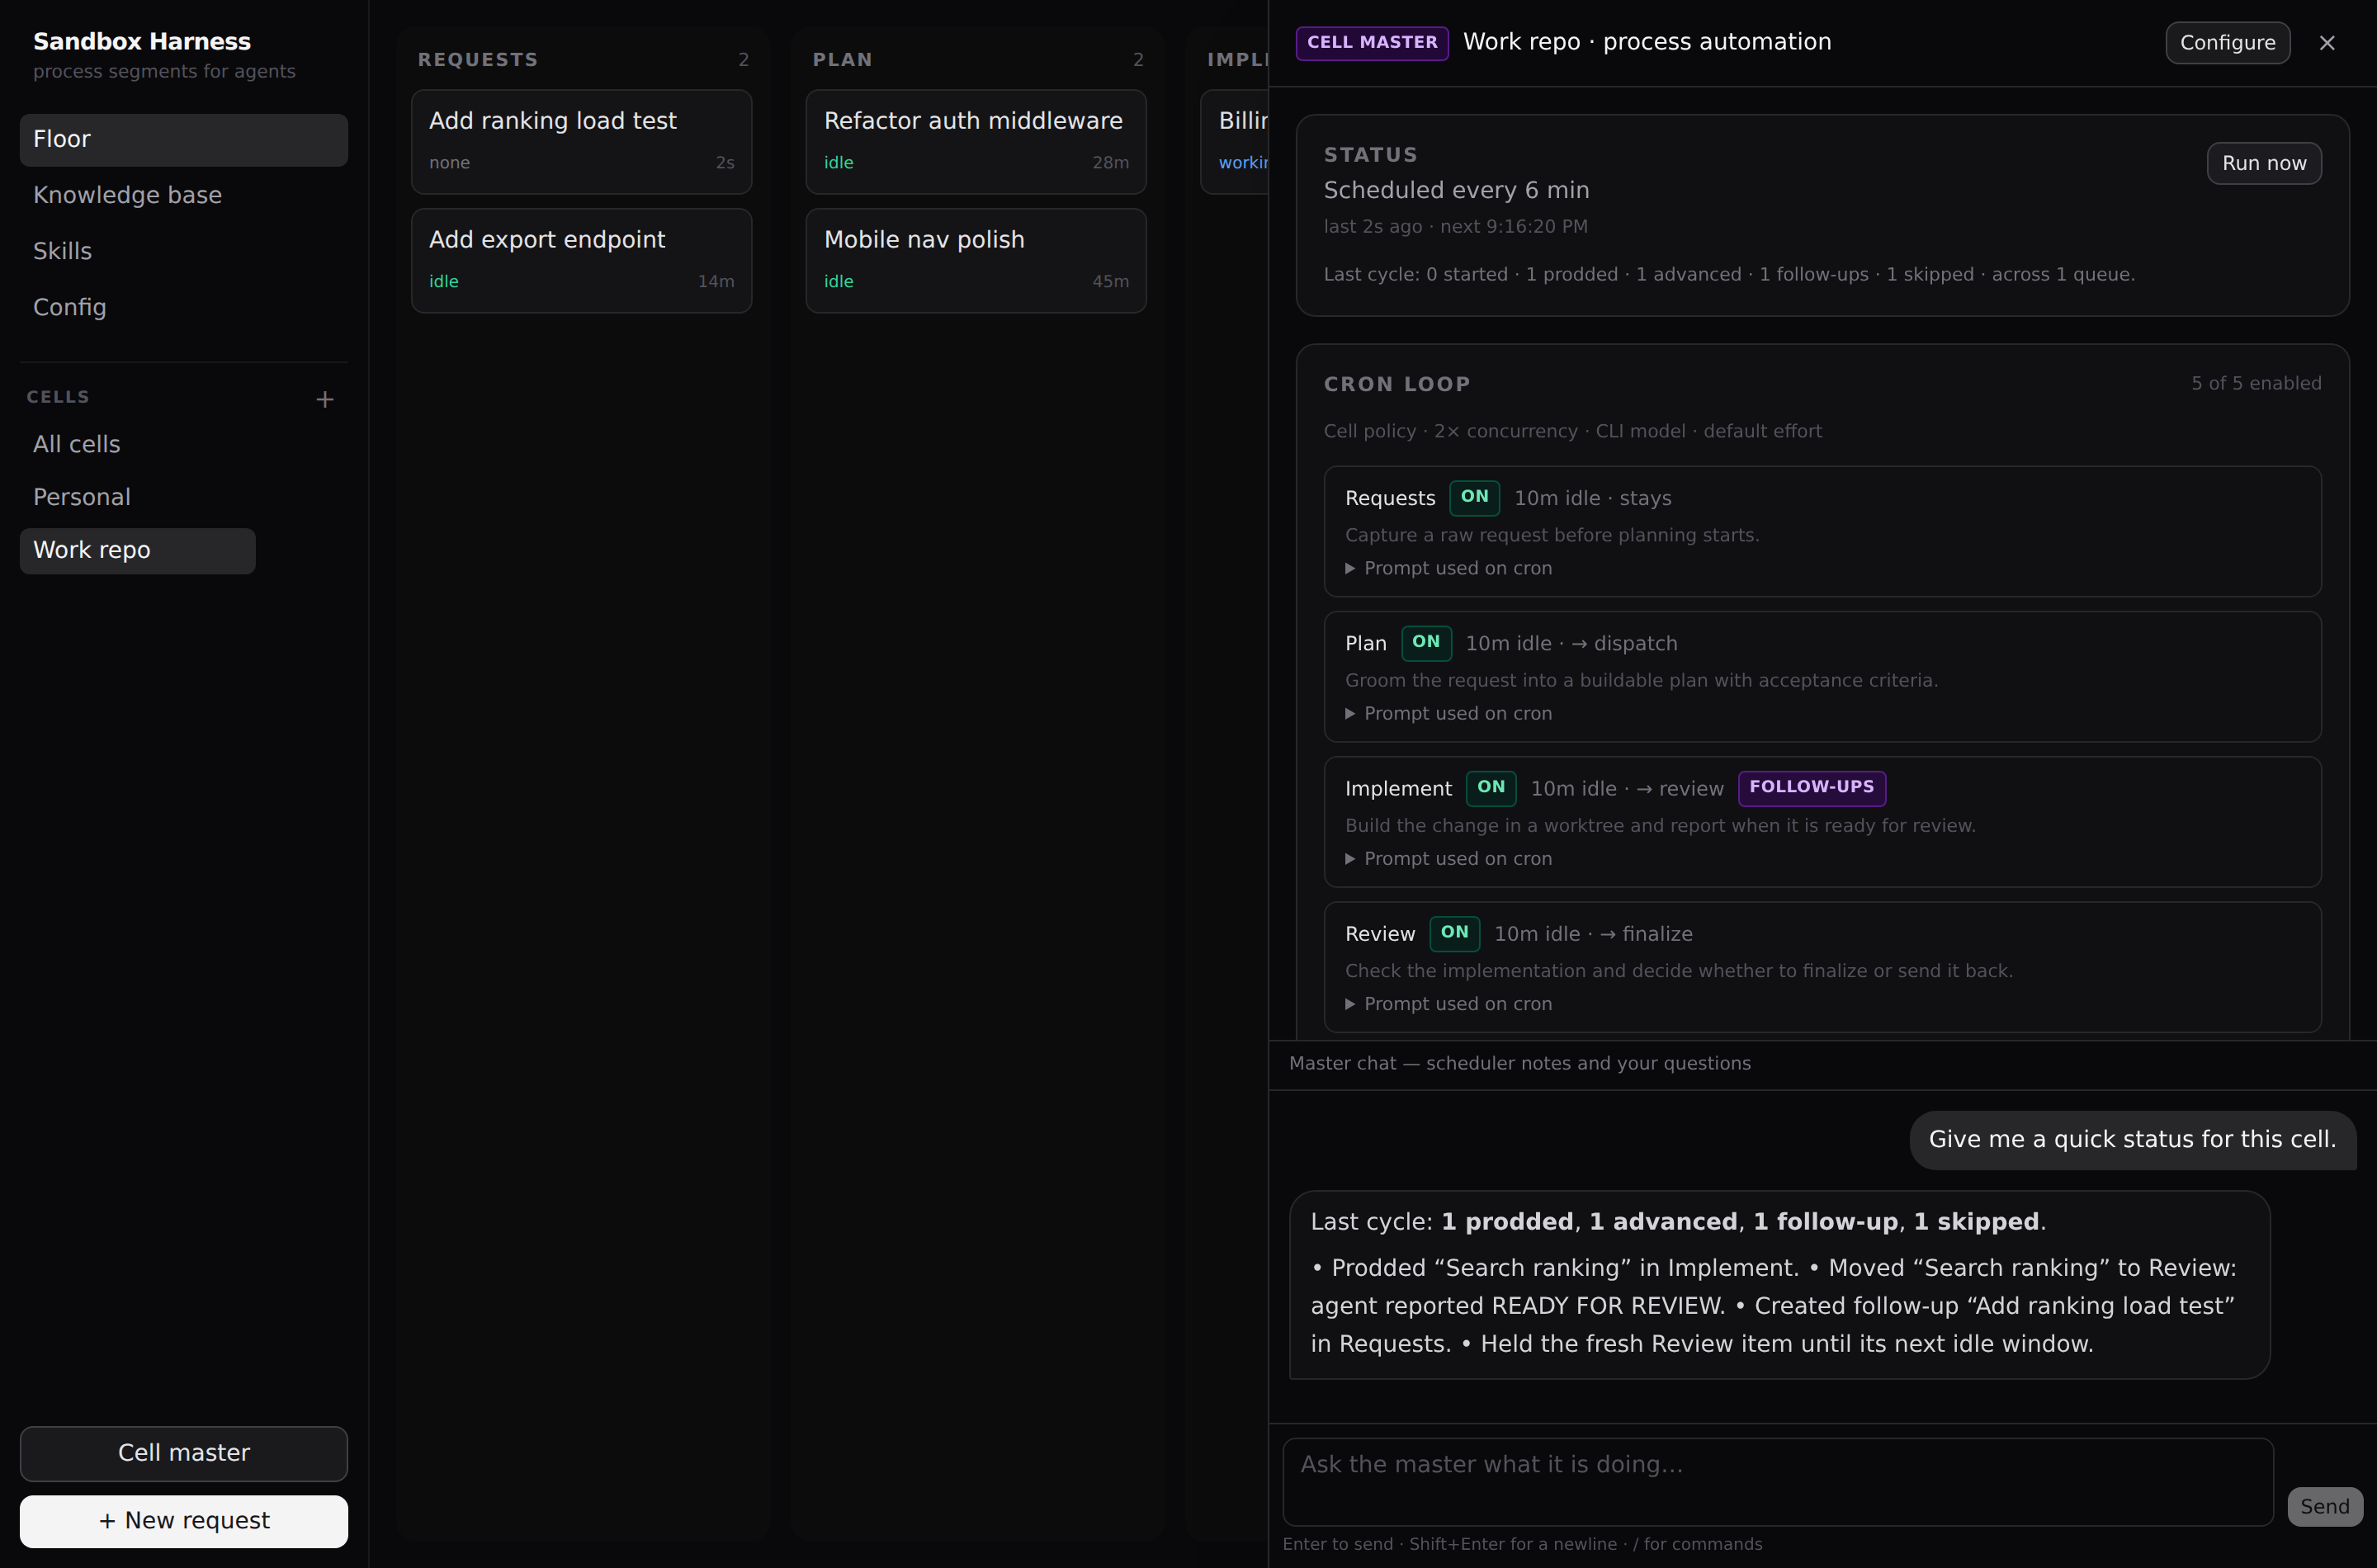 Sandbox Harness
process segments for agents
Floor
Knowledge base
Skills
Config
CELLS +
All cells
Personal
Work repo
Cell master
+ New request
REQUESTS 2
Add ranking load test
none 2s
Add export endpoint
idle 14m
PLAN 2
Refactor auth middleware
idle 28m
Mobile nav polish
idle 45m
CELL MASTER Work repo · process automation Configure ×
STATUS
Run now
Scheduled every 6 min
last 2s ago · next 9:16:20 PM
Last cycle: 0 started · 1 prodded · 1 advanced · 1 follow-ups · 1 skipped · across 1 queue.
CRON LOOP 5 of 5 enabled
Cell policy · 2× concurrency · CLI model · default effort
Requests ON 10m idle · stays
Capture a raw request before planning starts.
▶ Prompt used on cron
Plan ON 10m idle · → dispatch
Groom the request into a buildable plan with acceptance criteria.
▶ Prompt used on cron
Implement ON 10m idle · → review FOLLOW-UPS
Build the change in a worktree and report when it is ready for review.
▶ Prompt used on cron
Review ON 10m idle · → finalize
Check the implementation and decide whether to finalize or send it back.
▶ Prompt used on cron
Master chat — scheduler notes and your questions
Give me a quick status for this cell.
Last cycle: 1 prodded, 1 advanced, 1 follow-up, 1 skipped.
• Prodded “Search ranking” in Implement. • Moved “Search ranking” to Review:
agent reported READY FOR REVIEW. • Created follow-up “Add ranking load test”
in Requests. • Held the fresh Review item until its next idle window.
Ask the master what it is doing…
Send
Enter to send · Shift+Enter for a newline · / for commands